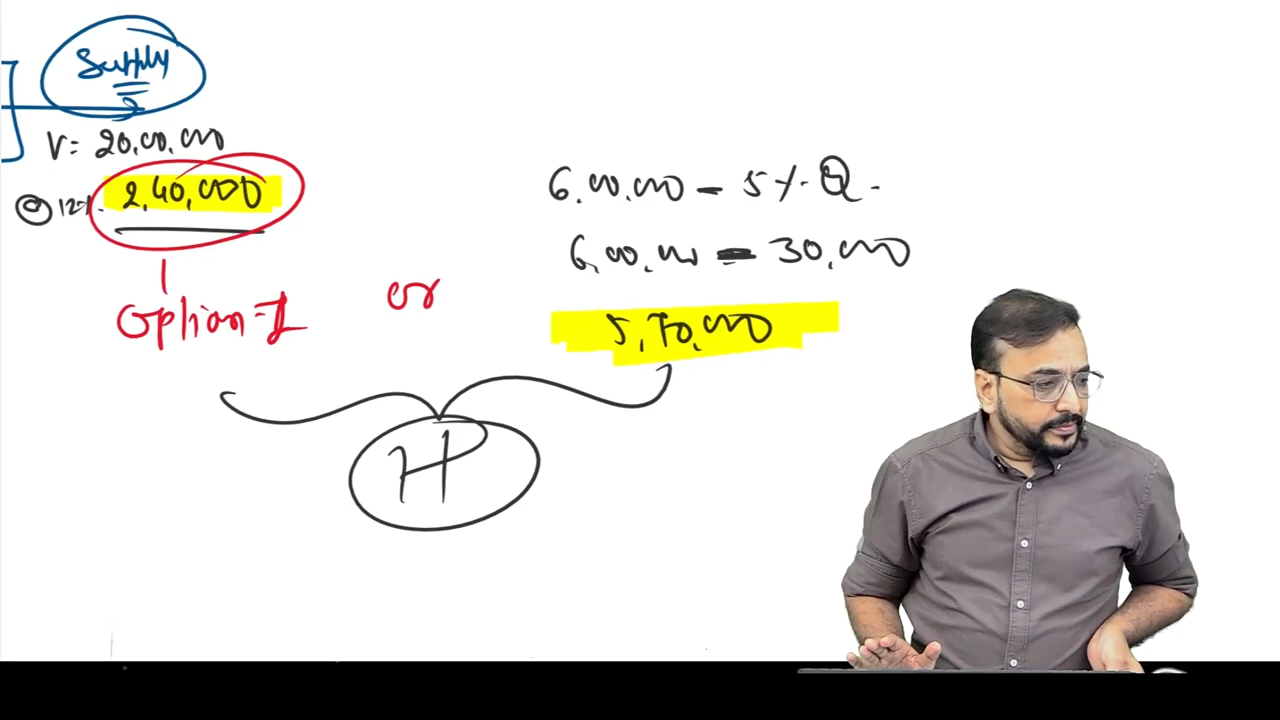 Supply
V= 20,00,000
@ 12%. 2,40,000
Option-I
or
6,00,000 - 5%. Q.
6,00,000 - 30,000
5,70,000
H